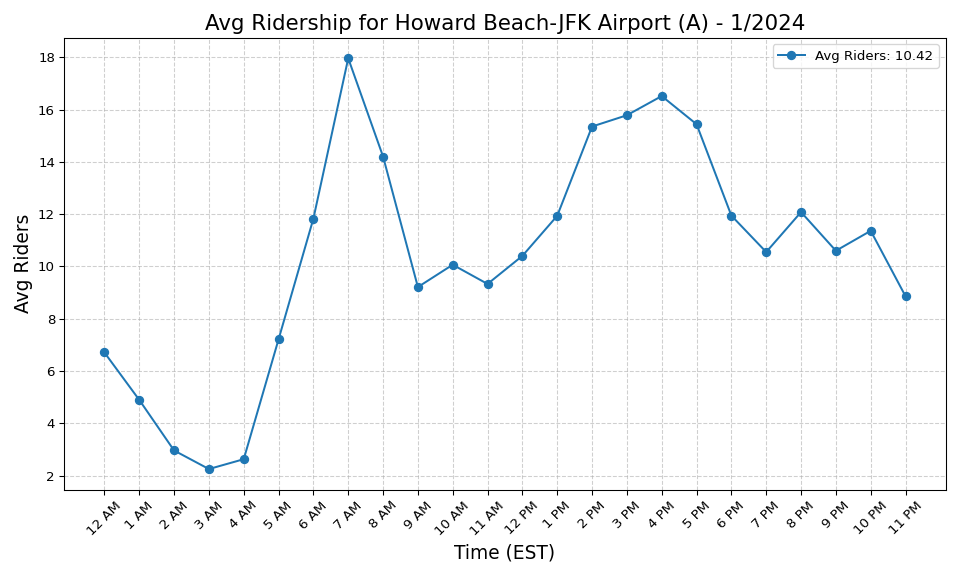 Avg Ridership for Howard Beach-JFK Airport (A) - 1/2024
Avg Riders: 10.42
Avg Riders
18
16
14
12
10
8
6
4
2
12 AM
1 AM
2 AM
3 AM
4 AM
5 AM
6 AM
7 AM
8 AM
9 AM
10 AM
11 AM
12 PM
1 PM
2 PM
3 PM
4 PM
5 PM
6 PM
7 PM
8 PM
9 PM
10 PM
11 PM
Time (EST)